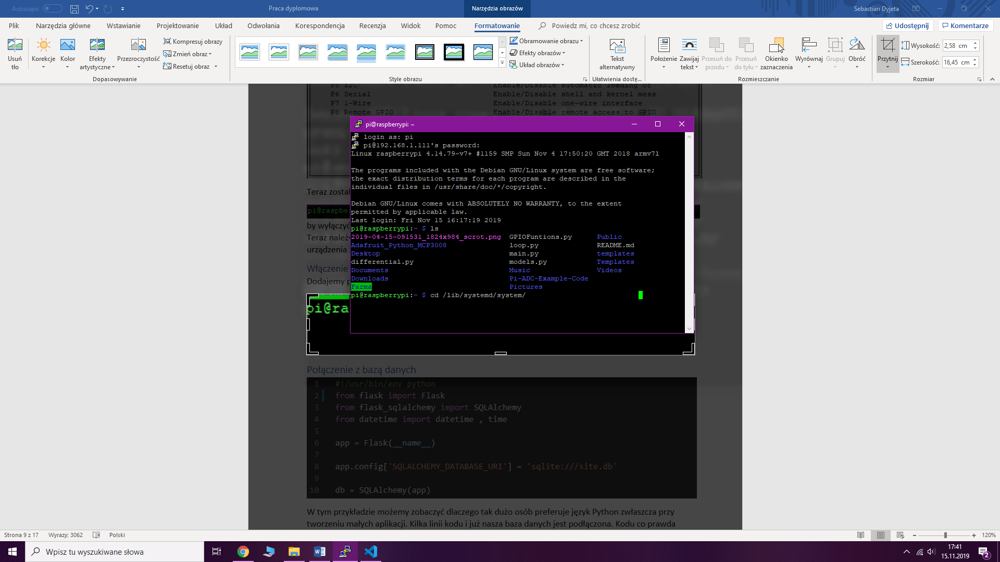 Autozapis
Praca dyplomowa
Narzędzia obrazów
Sebastian Dyjeta
Plik Narzędzia główne Wstawianie Projektowanie Układ Odwołania Korespondencja Recenzja Widok Pomoc Formatowanie Powiedz mi, co chcesz zrobić Udostępnij Komentarze
Usuń tło
Korekcje
Kolor
Efekty artystyczne
Przezroczystość
Kompresuj obrazy
Zmień obraz
Resetuj obraz
Dopasowywanie
Obramowanie obrazu
Efekty obrazów
Układ obrazów
Style obrazu
Tekst alternatywny
Ułatwienia dostę...
Położenie
Zawijaj tekst
Przesuń do przodu
Przesuń do tyłu
Okienko zaznaczenia
Wyrównaj
Grupuj
Obróć
Rozmieszczanie
Przytnij
Wysokość: 2,58 cm
Szerokość: 16,45 cm
Rozmiar
P5 I2C Enable/Disable automatic loading of
P6 Serial Enable/Disable shell and kernel mess
P7 1-Wire Enable/Disable one-wire interface
P8 Remote GPIO Enable/Disable remote access to GPIO
pi@raspberrypi: ~
login as: pi
pi@192.168.1.111's password:
Linux raspberrypi 4.14.79-v7+ #1159 SMP Sun Nov 4 17:50:20 GMT 2018 armv7l
The programs included with the Debian GNU/Linux system are free software;
the exact distribution terms for each program are described in the
individual files in /usr/share/doc/*/copyright.
Debian GNU/Linux comes with ABSOLUTELY NO WARRANTY, to the extent
permitted by applicable law.
Last login: Fri Nov 15 16:17:19 2019
pi@raspberrypi:~ $ ls
2019-04-15-091531_1824x984_scrot.png GPIOFuntions.py Public
Adafruit_Python_MCP3008 loop.py README.md
Desktop main.py templates
differential.py models.py Templates
Documents Music Videos
Downloads Pi-ADC-Example-Code
Farma Pictures
pi@raspberrypi:~ $ cd /lib/systemd/system/
Teraz
by wyłączyć
Teraz
urządzenia
Włączenie
Dodajemy
pi@ra
Połączenie z bazą danych
1 #!/usr/bin/env python
2 from flask import Flask
3 from flask_sqlalchemy import SQLAlchemy
4 from datetime import datetime , time
5
6 app = Flask(__name__)
7
8 app.config['SQLALCHEMY_DATABASE_URI'] = 'sqlite:///site.db'
9
10 db = SQLAlchemy(app)
W tym przykładzie możemy zobaczyć dlaczego tak dużo osób preferuje język Python zwłaszcza przy
tworzeniu małych aplikacji. Kilka linii kodu i już nasza baza danych jest podłączona. Kodu co prawda
Strona 9 z 17 Wyrazy: 3062 Polski 120%
Wpisz tu wyszukiwane słowa
17:41
15.11.2019
2